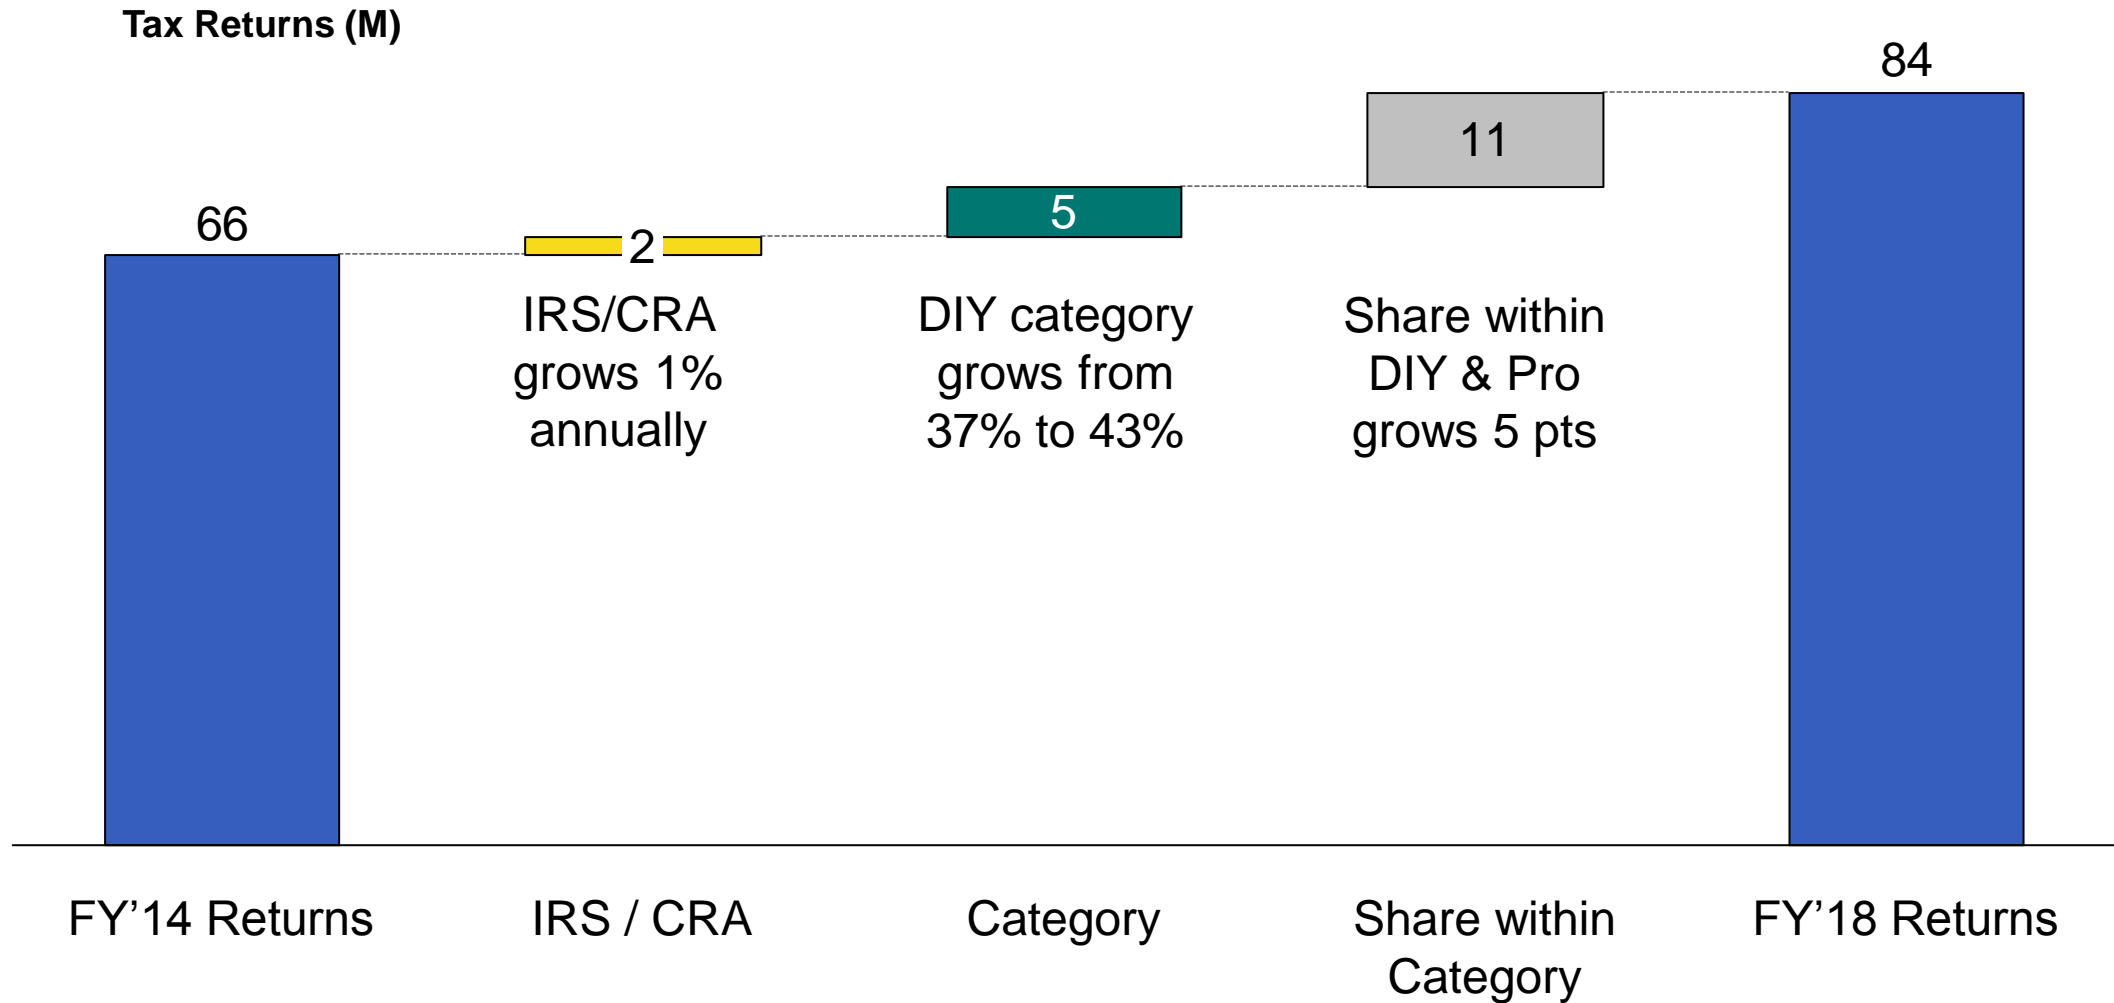 Tax Returns (M)
84
11
66
5
2
IRS/CRA
grows 1%
annually
DIY category
grows from
37% to 43%
Share within
DIY & Pro
grows 5 pts
FY’14 Returns
IRS / CRA
Category
Share within
Category
FY’18 Returns